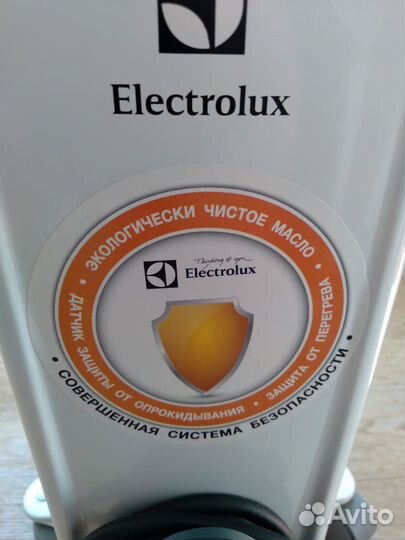 Electrolux
• ЭКОЛОГИЧЕСКИ ЧИСТОЕ МАСЛО •
ДАТЧИК ЗАЩИТЫ ОТ ОПРОКИДЫВАНИЯ • ЗАЩИТА ОТ ПЕРЕГРЕВА
Thinking of you
Electrolux
• СОВЕРШЕННАЯ СИСТЕМА БЕЗОПАСНОСТИ •
Avito